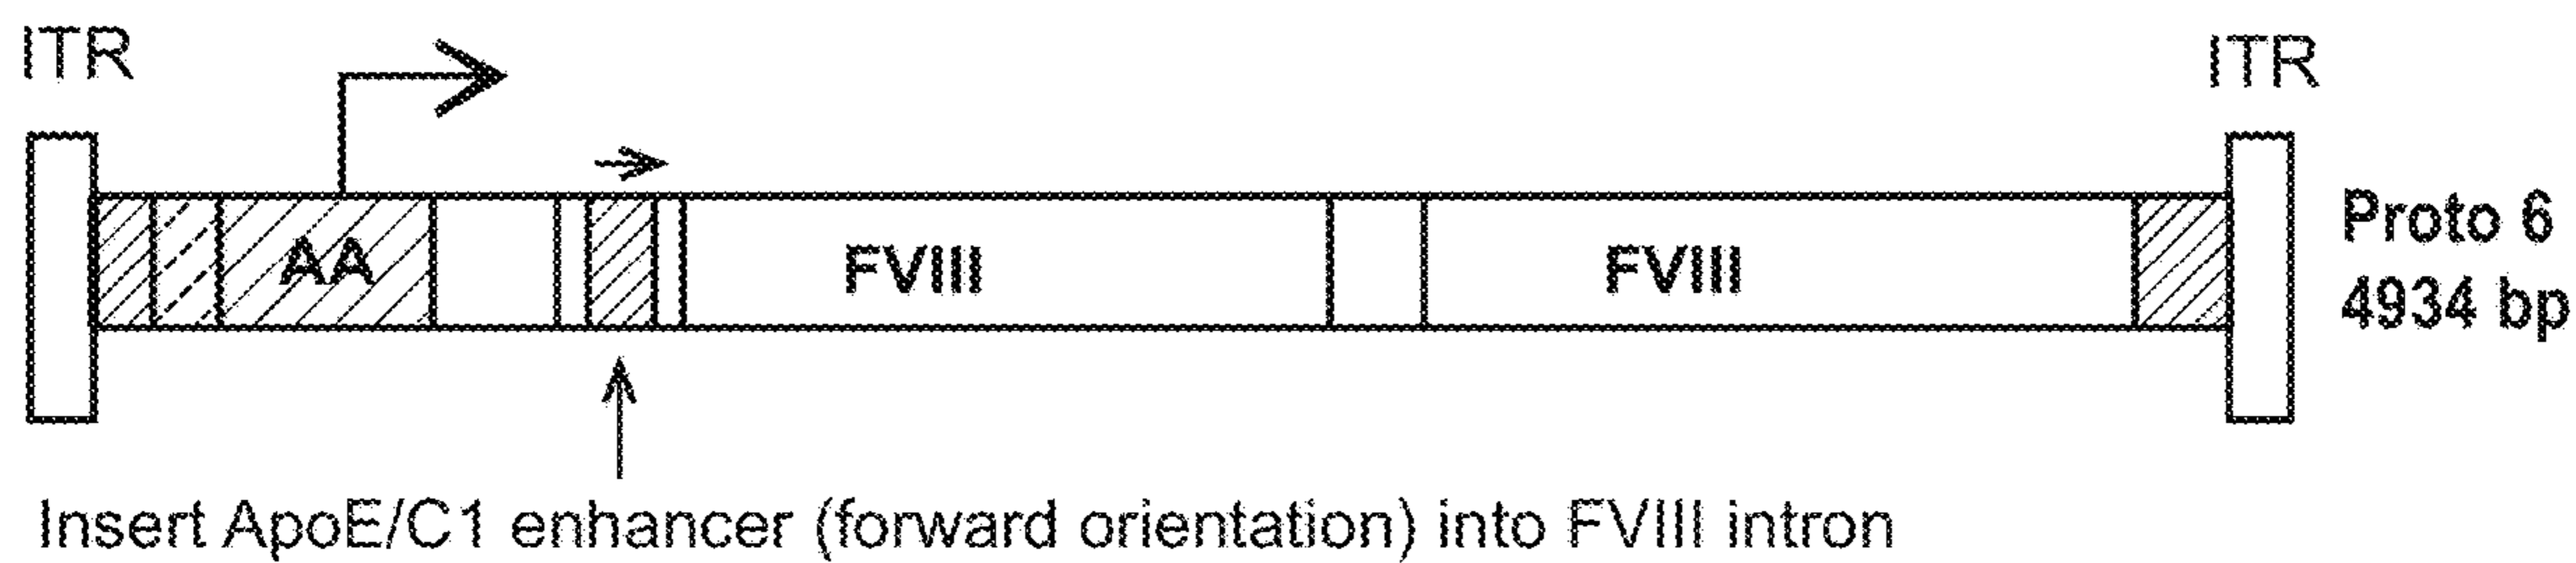 ITR
ITR
AA
FVIII
FVIII
Proto 6
4934 bp
Insert ApoE/C1 enhancer (forward orientation) into FVIII intron